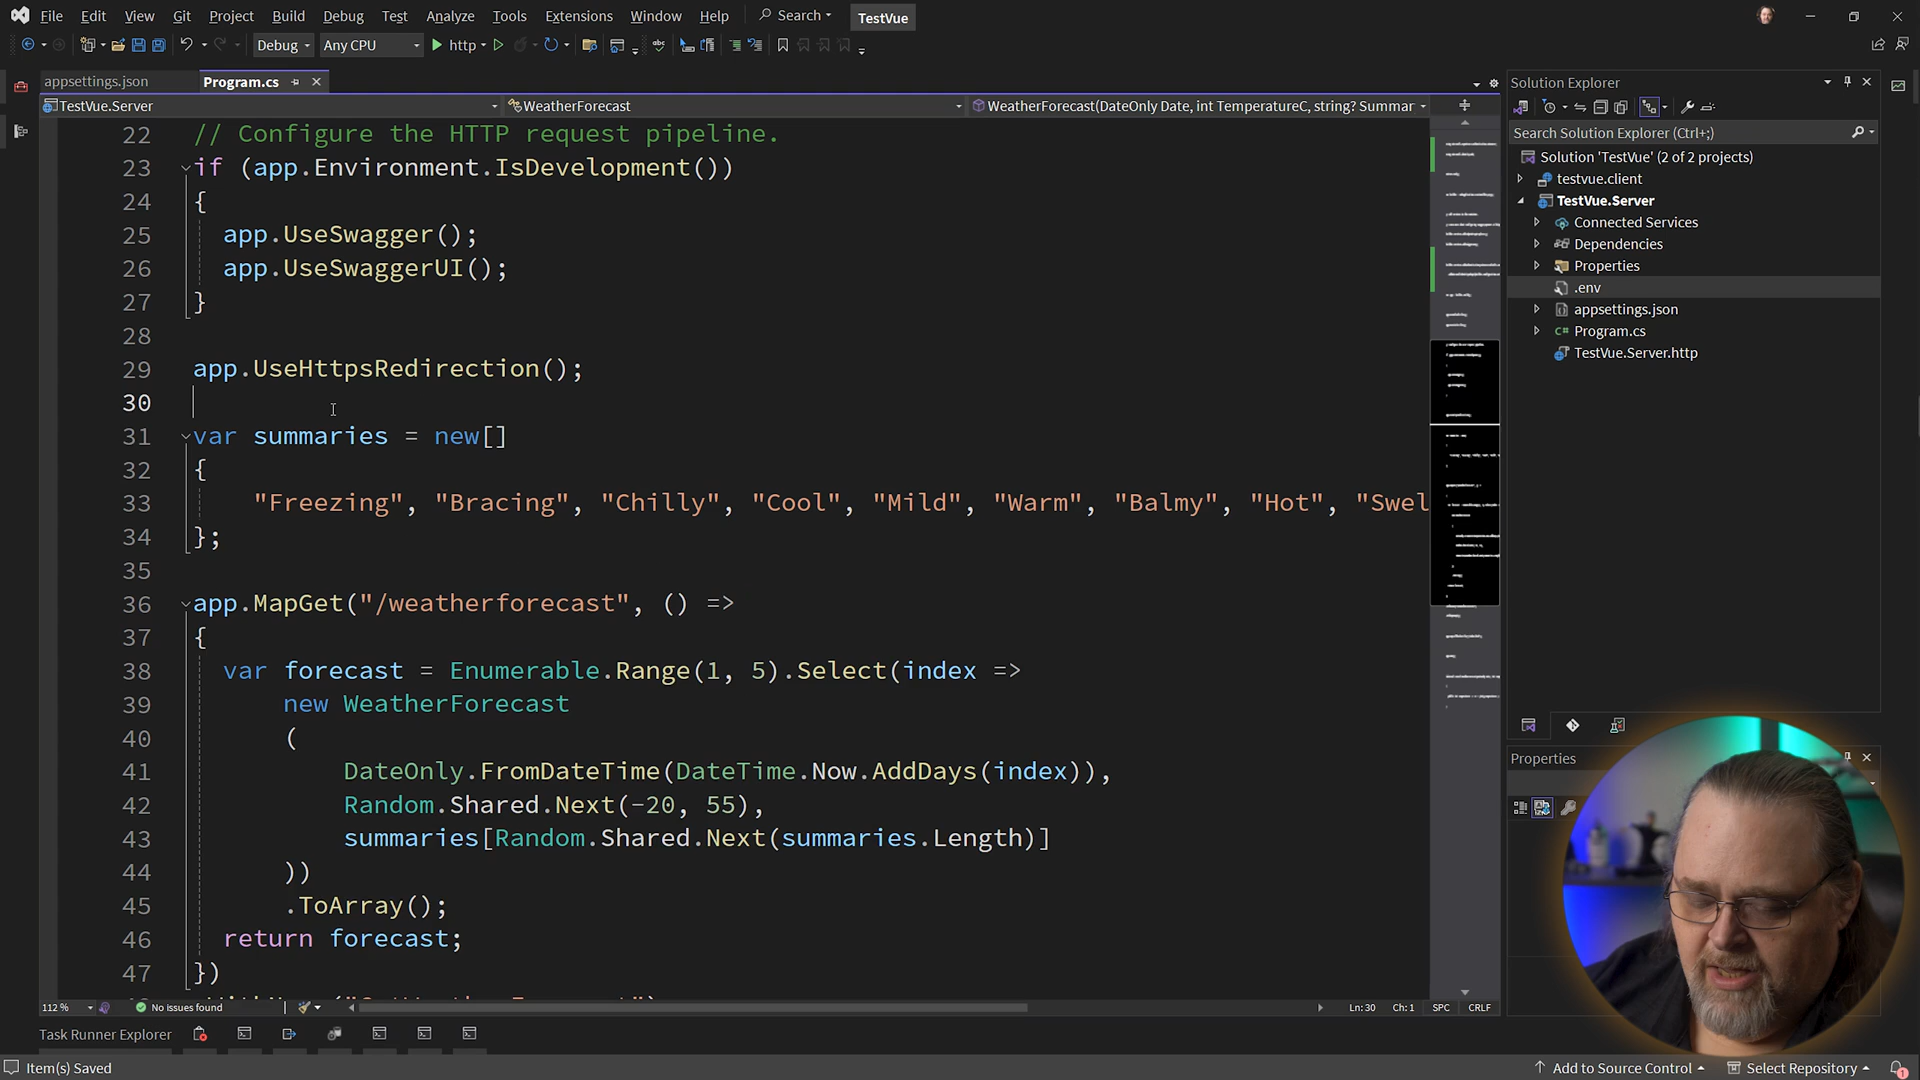 File Edit View Git Project Build Debug Test Analyze Tools Extensions Window Help Search TestVue
Debug Any CPU http
appsettings.json Program.cs
TestVue.Server WeatherForecast WeatherForecast(DateOnly Date, int TemperatureC, string? Summar
22 // Configure the HTTP request pipeline.
23 if (app.Environment.IsDevelopment())
24 {
25 app.UseSwagger();
26 app.UseSwaggerUI();
27 }
28
29 app.UseHttpsRedirection();
30
31 var summaries = new[]
32 {
33 "Freezing", "Bracing", "Chilly", "Cool", "Mild", "Warm", "Balmy", "Hot", "Swel
34 };
35
36 app.MapGet("/weatherforecast", () =>
37 {
38 var forecast = Enumerable.Range(1, 5).Select(index =>
39 new WeatherForecast
40 (
41 DateOnly.FromDateTime(DateTime.Now.AddDays(index)),
42 Random.Shared.Next(-20, 55),
43 summaries[Random.Shared.Next(summaries.Length)]
44 ))
45 .ToArray();
46 return forecast;
47 })
112 % No issues found Ln: 30 Ch: 1 SPC CRLF
Task Runner Explorer
Item(s) Saved Add to Source Control Select Repository 1
Solution Explorer
Search Solution Explorer (Ctrl+;)
Solution 'TestVue' (2 of 2 projects)
testvue.client
TestVue.Server
Connected Services
Dependencies
Properties
.env
appsettings.json
Program.cs
TestVue.Server.http
Properties